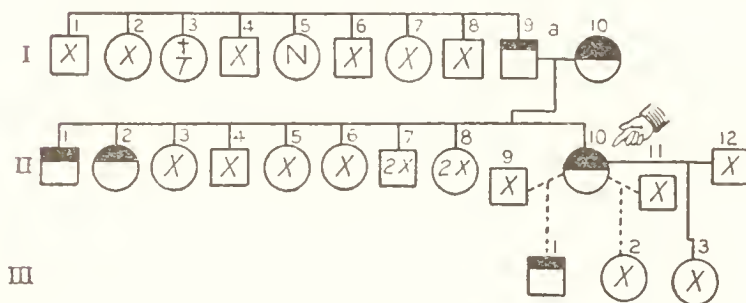 1 2 3 4 5 6 7 8 9 a 10
I X X +/T X N X X X
1 2 3 4 5 6 7 8 9 10 11 12
II X X X X 2X 2X X X X
1 2 3
III X X